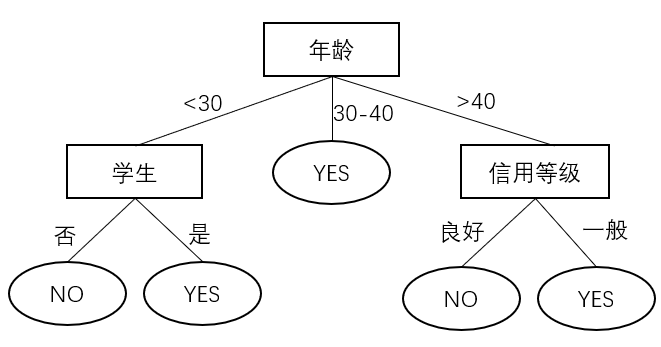 年龄
<30
30-40
>40
学生
YES
信用等级
否
是
良好
一般
NO
YES
NO
YES